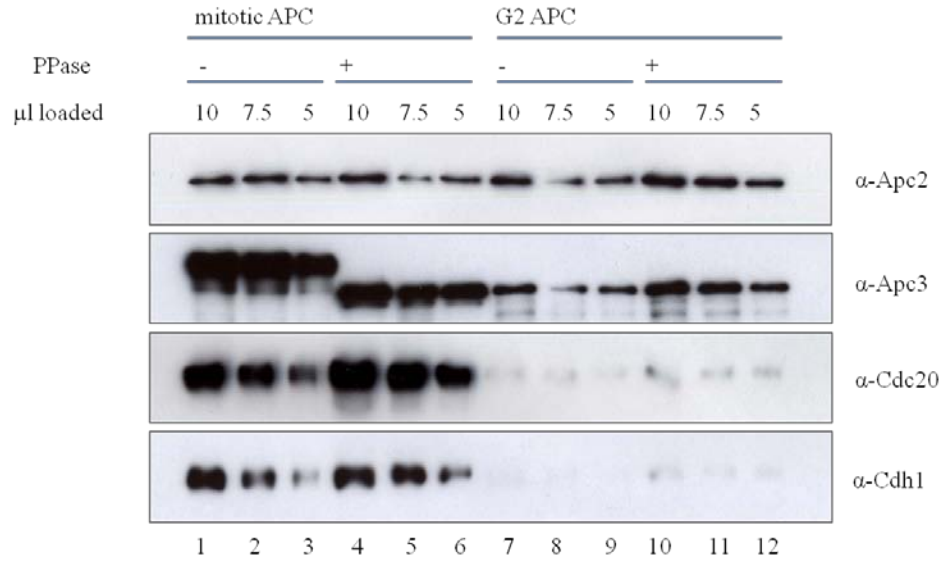 mitotic APC G2 APC
PPase - + - +
µl loaded 10 7.5 5 10 7.5 5 10 7.5 5 10 7.5 5
α-Apc2
α-Apc3
α-Cdc20
α-Cdh1
1 2 3 4 5 6 7 8 9 10 11 12